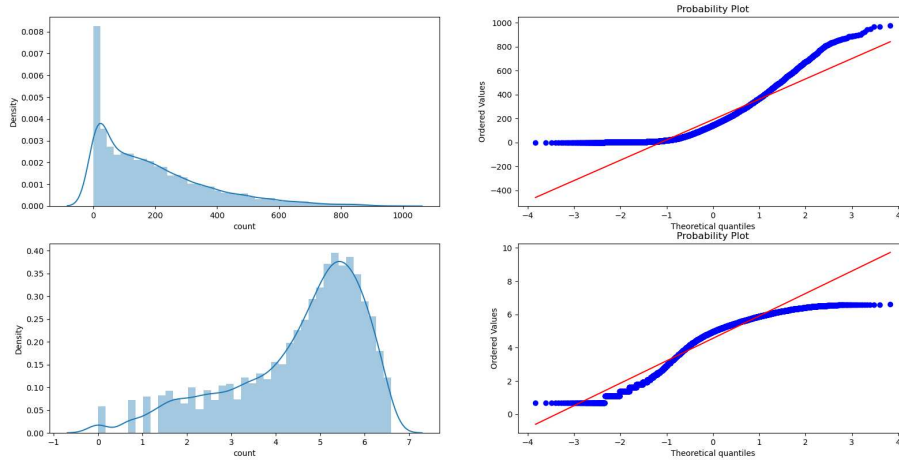 0.008
0.007
0.006
0.005
0.004
0.003
0.002
0.001
0.000
Density
0 200 400 600 800 1000
count
Probability Plot
1000
800
600
400
200
0
−200
−400
Ordered Values
−4 −3 −2 −1 0 1 2 3 4
Theoretical quantiles
0.40
0.35
0.30
0.25
0.20
0.15
0.10
0.05
0.00
Density
−1 0 1 2 3 4 5 6 7
count
Probability Plot
10
8
6
4
2
0
Ordered Values
−4 −3 −2 −1 0 1 2 3 4
Theoretical quantiles